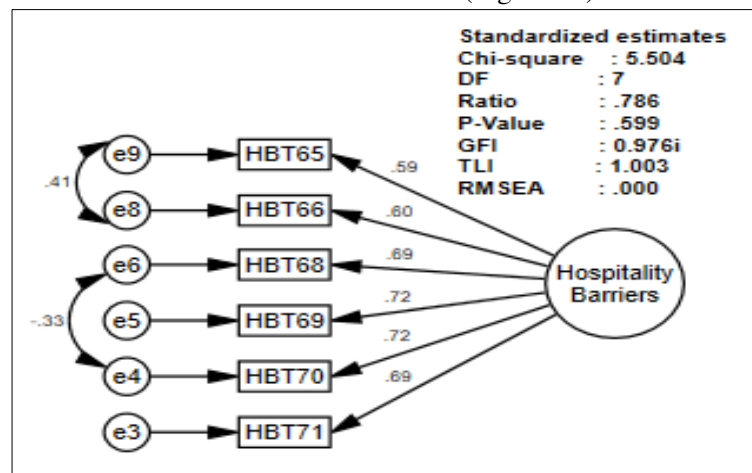 Standardized estimates
Chi-square : 5.504
DF : 7
Ratio : .786
P-Value : .599
GFI : 0.976i
TLI : 1.003
RMSEA : .000
e9 HBT65 .59
.41
e8 HBT66 .60
e6 HBT68 .69
Hospitality
Barriers
e5 HBT69 .72
-.33
e4 HBT70 .72
e3 HBT71 .69